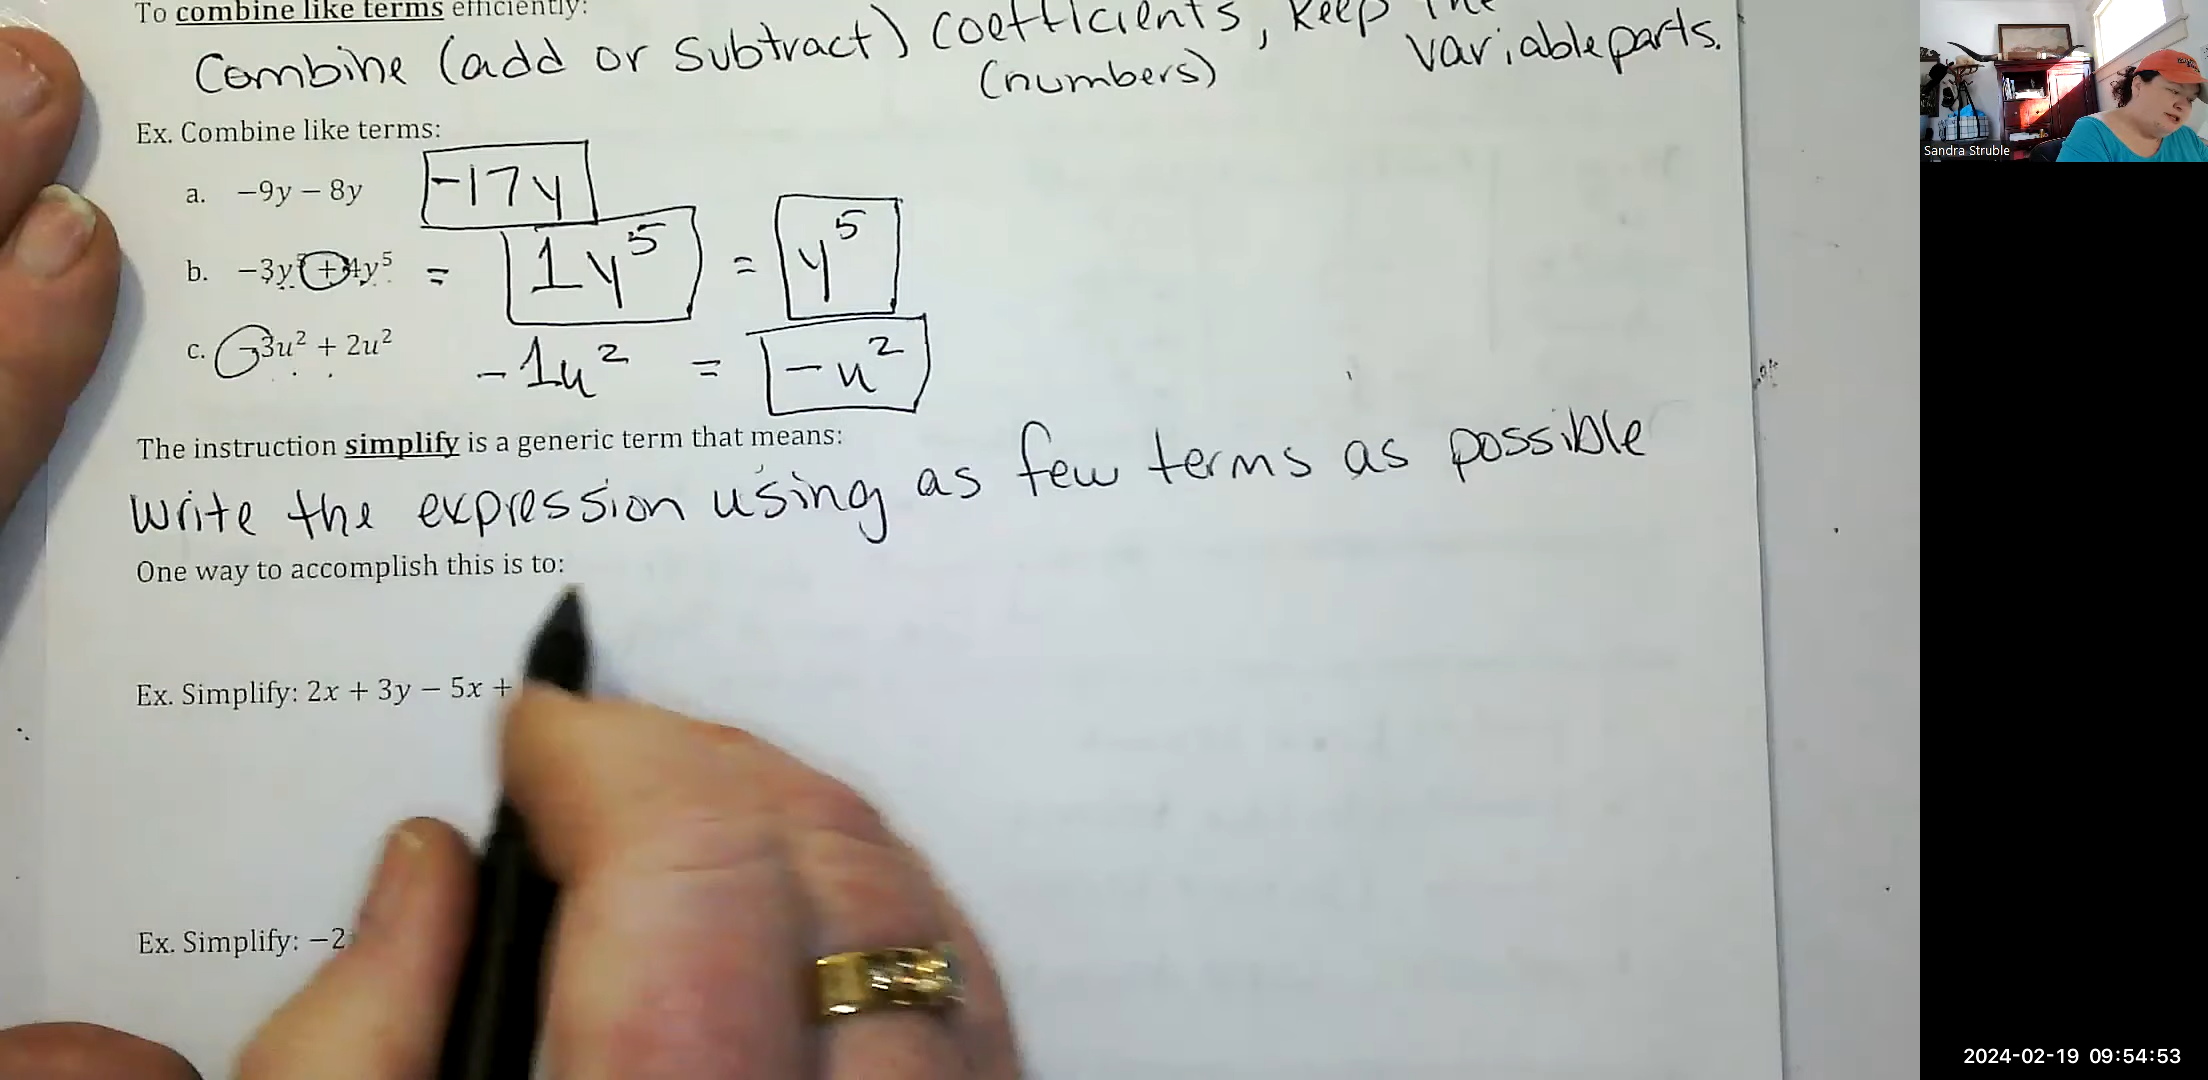 To combine like terms efficiently:
Combine (add or subtract) coefficients, keep the
(numbers) variable parts.
Ex. Combine like terms:
a. −9y − 8y -17y
b. −3y⁵ + 4y⁵ = 1y⁵ = y⁵
c. −3u² + 2u² -1u² = -u²
The instruction simplify is a generic term that means:
Write the expression using as few terms as possible
One way to accomplish this is to:
Ex. Simplify: 2x + 3y − 5x +
Ex. Simplify: −2
Sandra Struble
2024-02-19 09:54:53